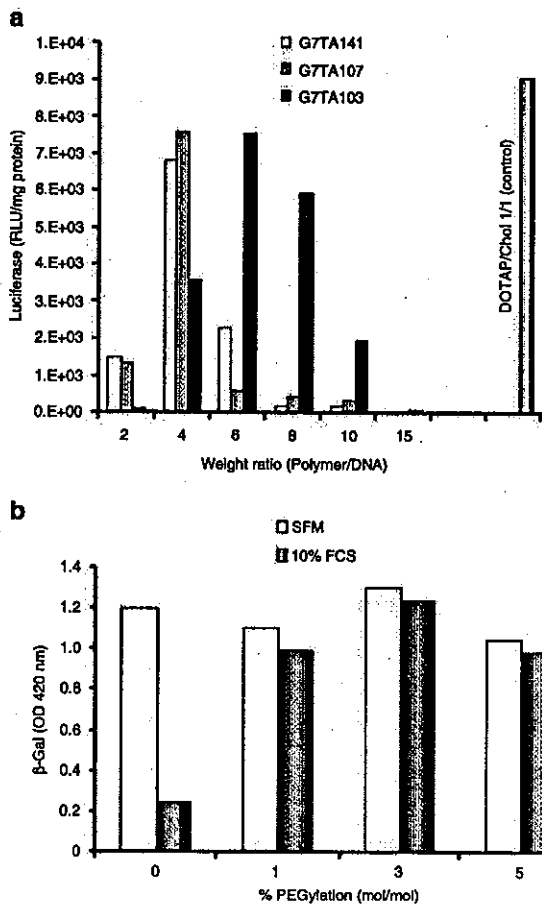 a
1.E+04
9.E+03
8.E+03
7.E+03
6.E+03
5.E+03
4.E+03
3.E+03
2.E+03
1.E+03
0.E+00
Luciferase (RLU/mg protein)
G7TA141
G7TA107
G7TA103
DOTAP/Chol 1/1 (control)
2 4 6 8 10 15
Weight ratio (Polymer/DNA)
b
SFM
10% FCS
1.4
1.2
1.0
0.8
0.6
0.4
0.2
0
β-Gal (OD 420 nm)
0 1 3 5
% PEGylation (mol/mol)